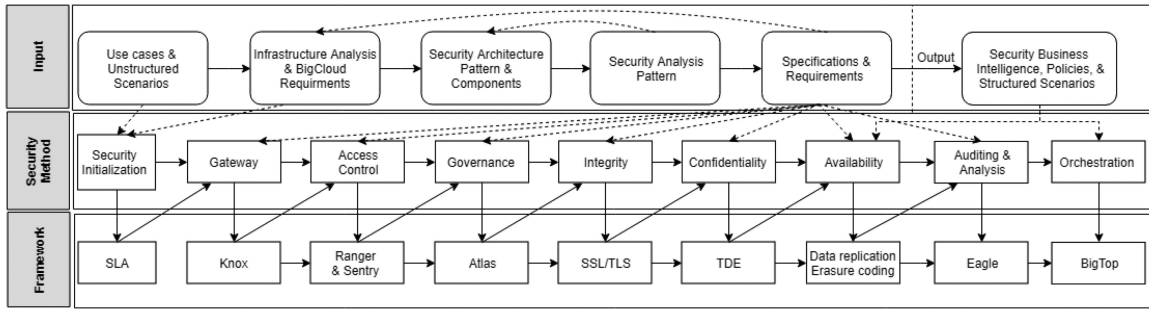 Input
Use cases &
Unstructured
Scenarios
Infrastructure Analysis
& BigCloud
Requirments
Security Architecture
Pattern &
Components
Security Analysis
Pattern
Specifications &
Requirements
Output
Security Business
Intelligence, Policies, &
Structured Scenarios
Security
Method
Security
Initialization
Gateway
Access
Control
Governance
Integrity
Confidentiality
Availability
Auditing &
Analysis
Orchestration
Framework
SLA
Knox
Ranger
& Sentry
Atlas
SSL/TLS
TDE
Data replication
Erasure coding
Eagle
BigTop